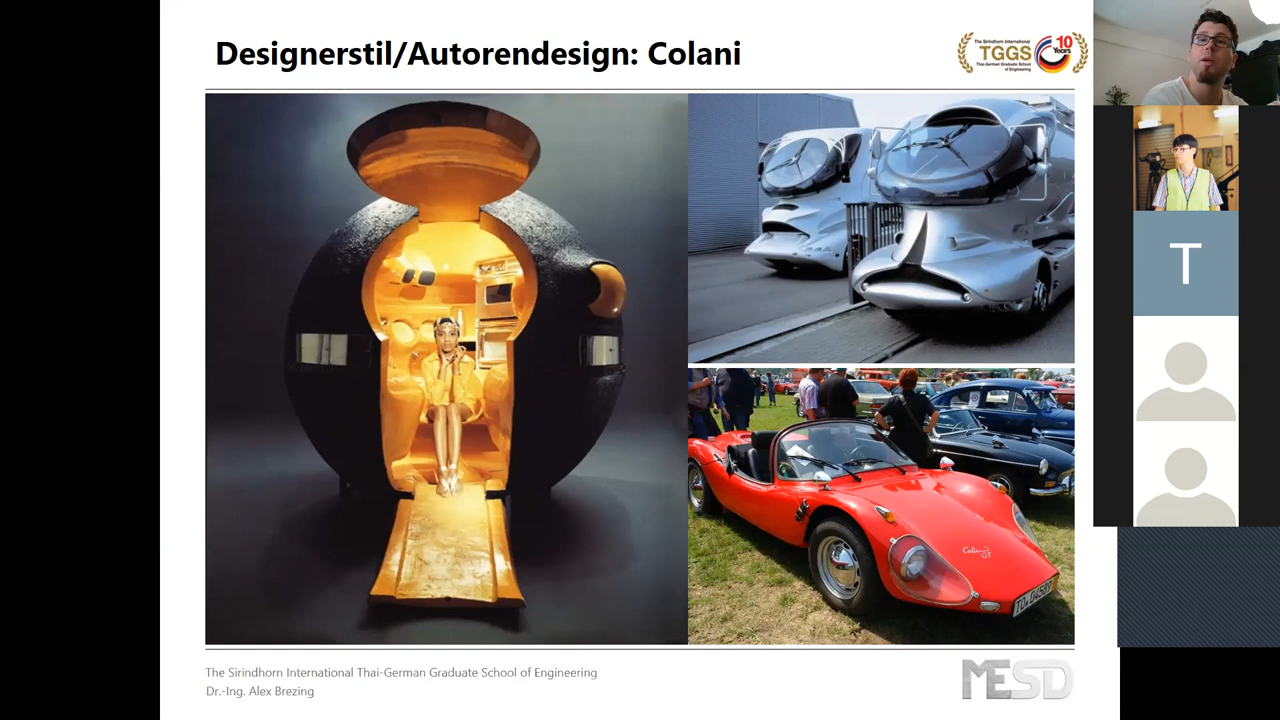 Designerstil/Autorendesign: Colani
The Sirindhorn International
TGGS
Thai-German Graduate School
of Engineering
10
Years
T
Colani
GT
The Sirindhorn International Thai-German Graduate School of Engineering
Dr.-Ing. Alex Brezing
MESD